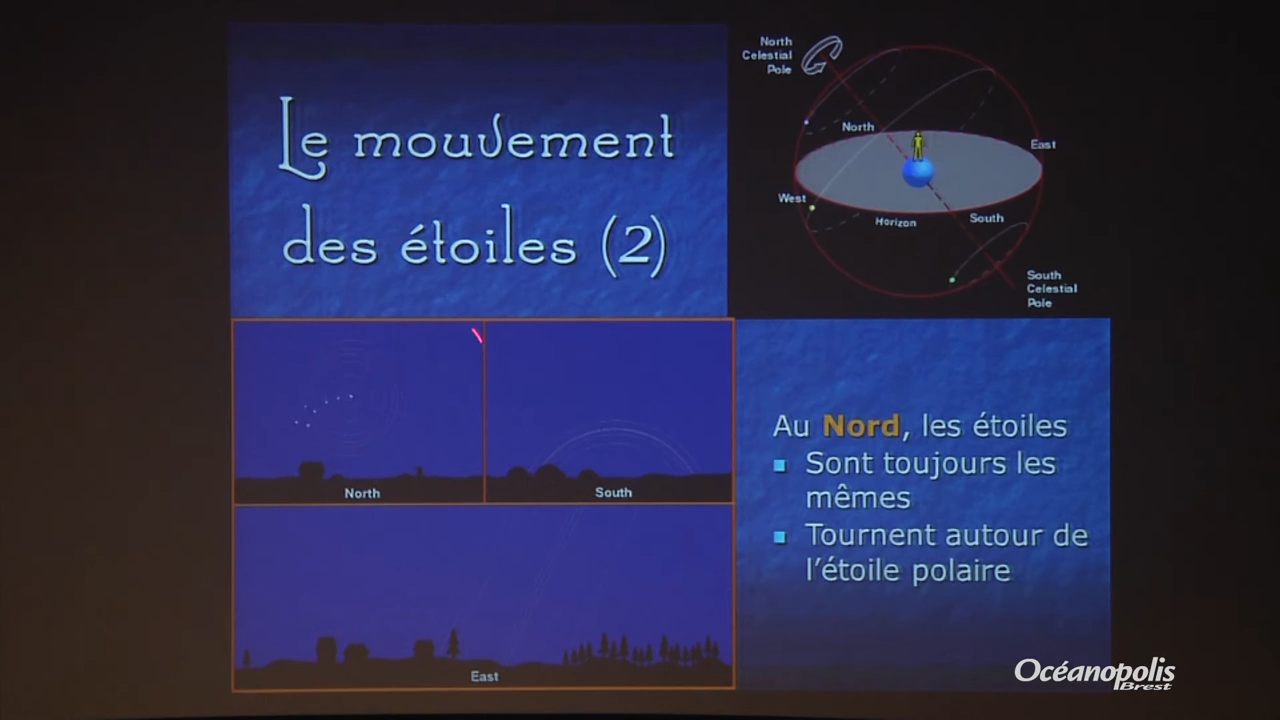 Le mouvement
des étoiles (2)
North
Celestial
Pole
North
East
West
Horizon
South
South
Celestial
Pole
North
South
East
Au Nord, les étoiles
Sont toujours les
mêmes
Tournent autour de
l'étoile polaire
Océanopolis
Brest